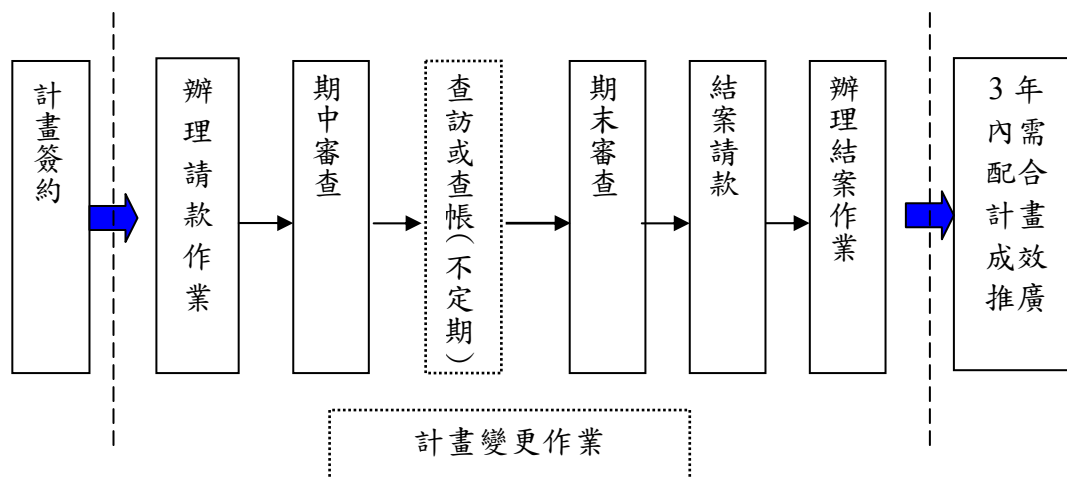 計畫簽約
辦理請款作業
期中審查
查訪或查帳（不定期）
期末審查
結案請款
辦理結案作業
3 年
內需
配合
計畫
成效
推廣
計畫變更作業